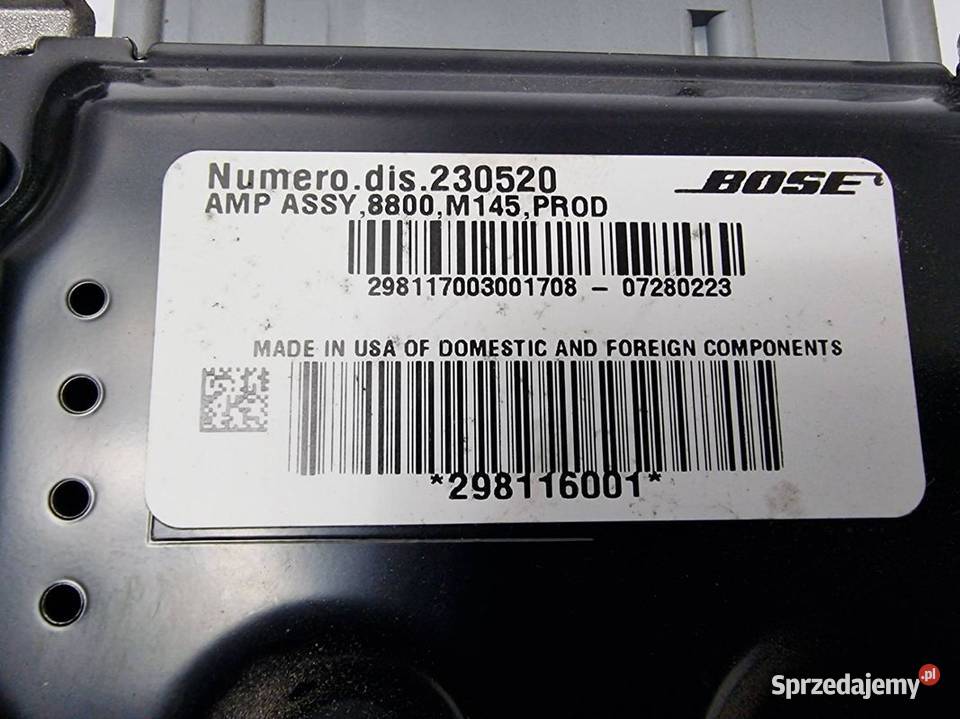 Numero.dis.230520
BOSE
AMP ASSY,8800,M145,PROD
298117003001708 - 07280223
MADE IN USA OF DOMESTIC AND FOREIGN COMPONENTS
*298116001*
Sprzedajemy.pl